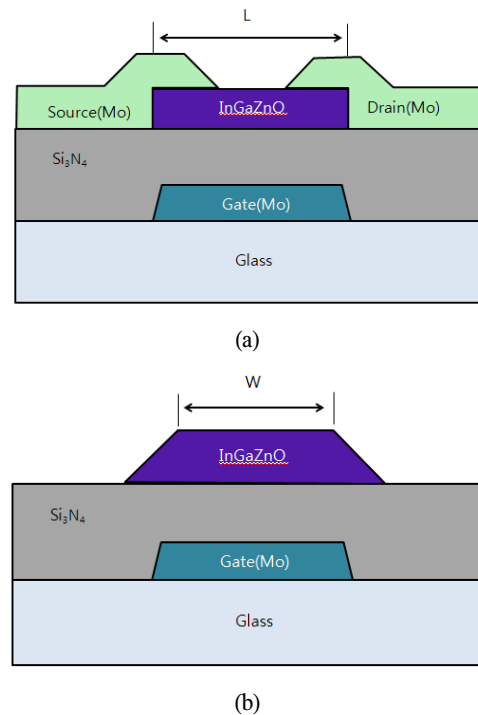 L
InGaZnO
Source(Mo)
Drain(Mo)
Si₃N₄
Gate(Mo)
Glass
(a)
W
InGaZnO
Si₃N₄
Gate(Mo)
Glass
(b)